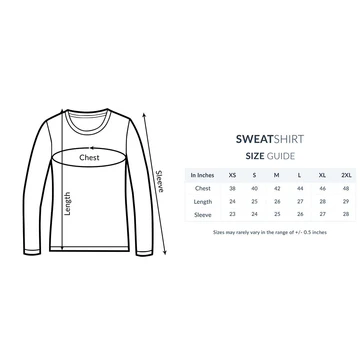 Chest
Length
Sleeve
SWEATSHIRT
SIZE GUIDE
In Inches XS S M L XL 2XL
Chest 38 40 42 44 46 48
Length 24 25 26 27 28 29
Sleeve 23 24 25 26 27 28
Sizes may rarely vary in the range of +/- 0.5 inches